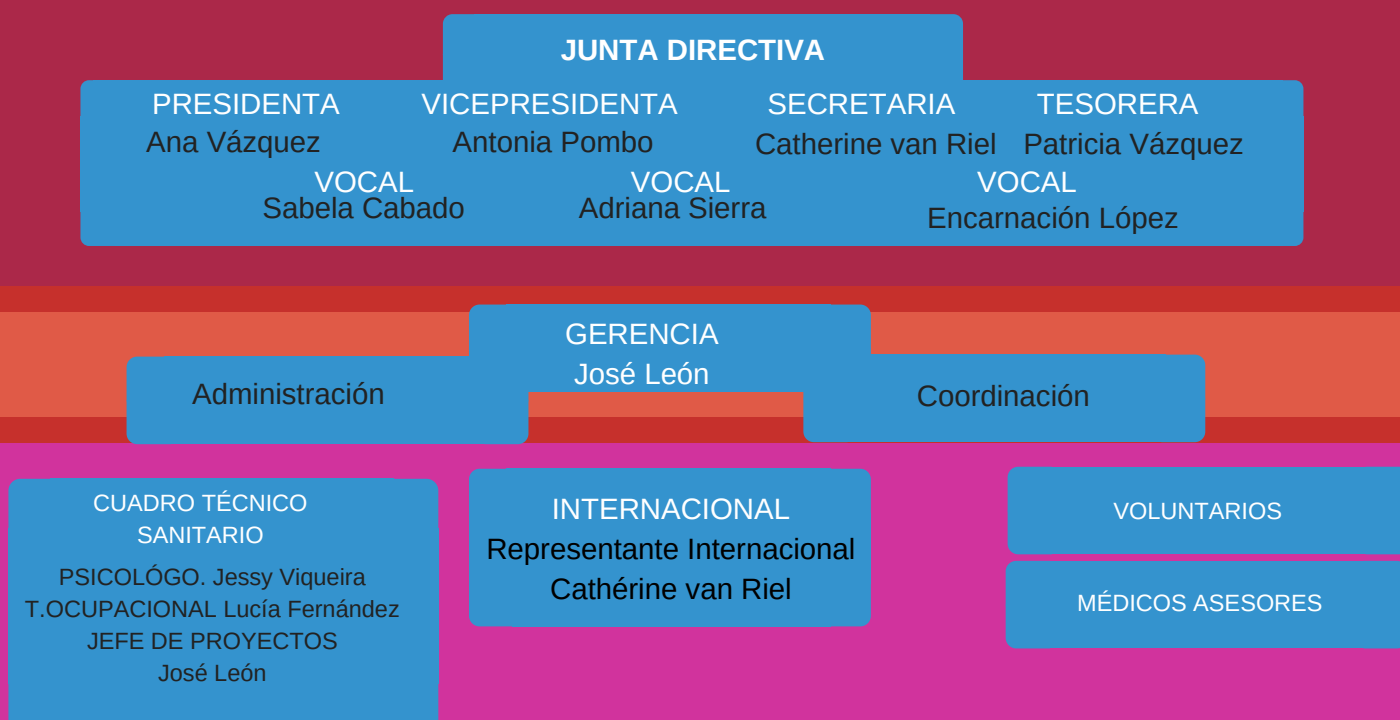 JUNTA DIRECTIVA
PRESIDENTA VICEPRESIDENTA SECRETARIA TESORERA
Ana Vázquez Antonia Pombo Catherine van Riel Patricia Vázquez
VOCAL VOCAL VOCAL
Sabela Cabado Adriana Sierra Encarnación López
GERENCIA
José León
Administración Coordinación
CUADRO TÉCNICO
SANITARIO
PSICOLÓGO. Jessy Viqueira
T.OCUPACIONAL Lucía Fernández
JEFE DE PROYECTOS
José León
INTERNACIONAL
Representante Internacional
Cathérine van Riel
VOLUNTARIOS
MÉDICOS ASESORES